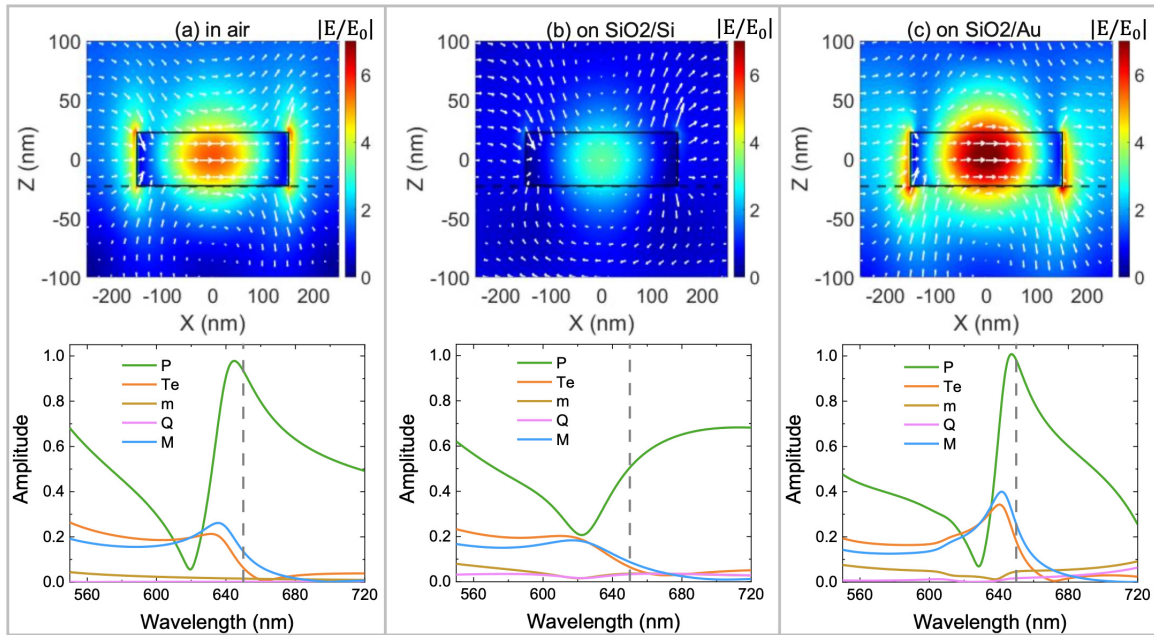 (a) in air |E/E₀|
100
50
0
-50
-100
Z (nm)
-200 -100 0 100 200
X (nm)
6
4
2
0
(b) on SiO2/Si |E/E₀|
100
50
0
-50
-100
Z (nm)
-200 -100 0 100 200
X (nm)
6
4
2
0
(c) on SiO2/Au |E/E₀|
100
50
0
-50
-100
Z (nm)
-200 -100 0 100 200
X (nm)
6
4
2
0
1.0
0.8
0.6
0.4
0.2
0.0
Amplitude
P
Te
m
Q
M
560 600 640 680 720
Wavelength (nm)
1.0
0.8
0.6
0.4
0.2
0.0
Amplitude
P
Te
m
Q
M
560 600 640 680 720
Wavelength (nm)
1.0
0.8
0.6
0.4
0.2
0.0
Amplitude
P
Te
m
Q
M
560 600 640 680 720
Wavelength (nm)